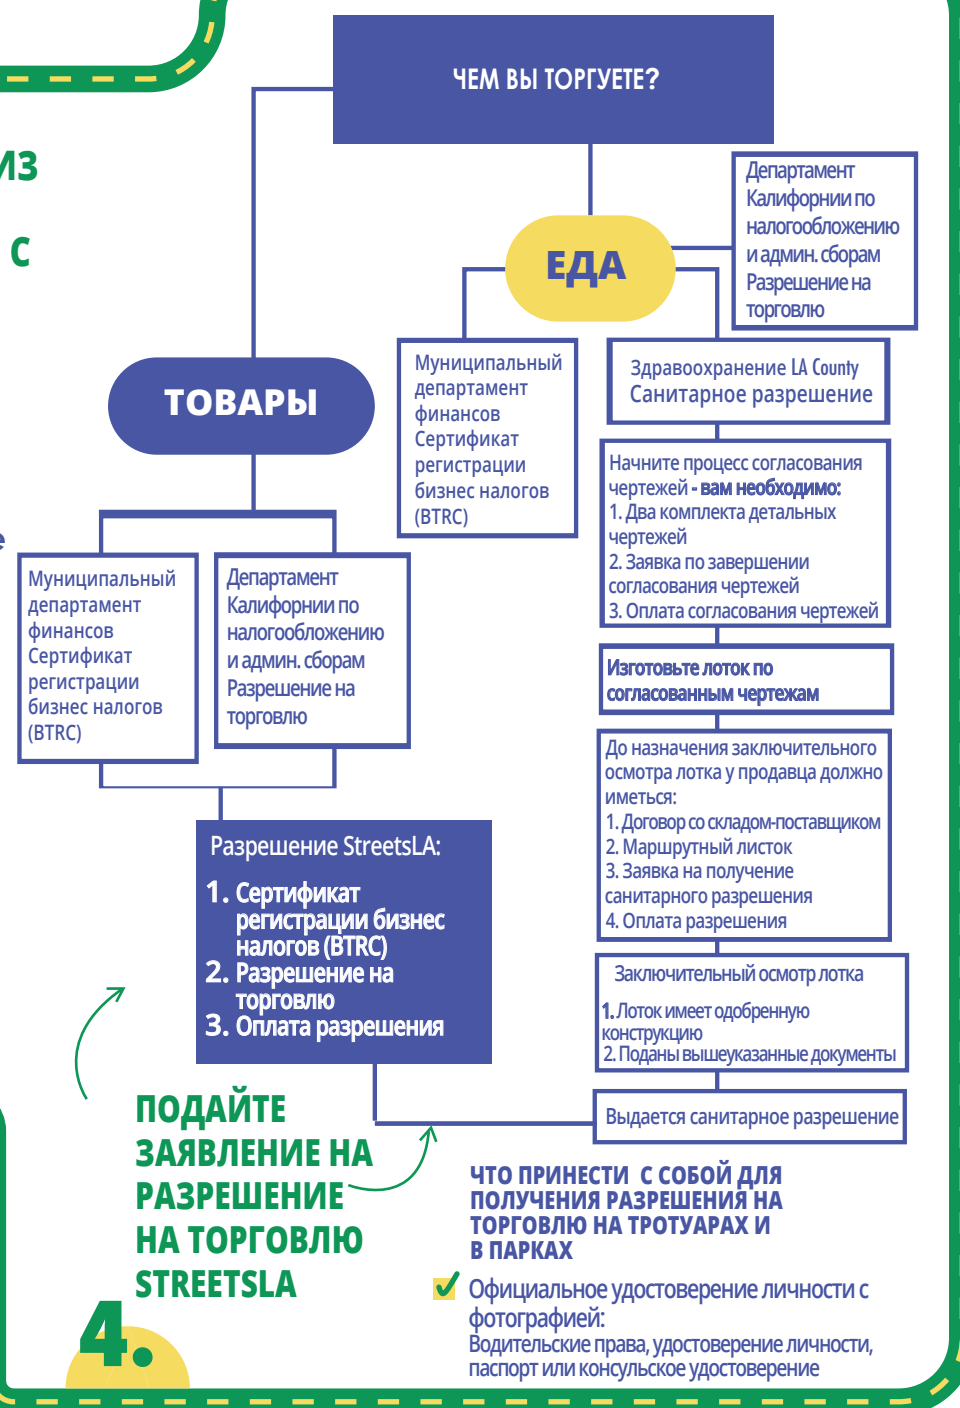 ЧЕМ ВЫ ТОРГУЕТЕ?
ИЗ
С
Департамент
Калифорнии по
налогообложению
и админ. сборам
Разрешение на
торговлю
ЕДА
ТОВАРЫ
Муниципальный
департамент
финансов
Сертификат
регистрации
бизнес налогов
(BTRC)
Здравоохранение LA County
Санитарное разрешение
Начните процесс согласования
чертежей - вам необходимо:
1. Два комплекта детальных
чертежей
2. Заявка по завершении
согласования чертежей
3. Оплата согласования чертежей
е
Муниципальный
департамент
финансов
Сертификат
регистрации
бизнес налогов
(BTRC)
Департамент
Калифорнии по
налогообложению
и админ. сборам
Разрешение на
торговлю
Изготовьте лоток по
согласованным чертежам
До назначения заключительного
осмотра лотка у продавца должно
иметься:
1. Договор со складом-поставщиком
2. Маршрутный листок
3. Заявка на получение
санитарного разрешения
4. Оплата разрешения
Разрешение StreetsLA:
1. Сертификат
регистрации бизнес
налогов (BTRC)
2. Разрешение на
торговлю
3. Оплата разрешения
Заключительный осмотр лотка
1. Лоток имеет одобренную
конструкцию
2. Поданы вышеуказанные документы
Выдается санитарное разрешение
ПОДАЙТЕ
ЗАЯВЛЕНИЕ НА
РАЗРЕШЕНИЕ
НА ТОРГОВЛЮ
STREETSLA
4.
ЧТО ПРИНЕСТИ С СОБОЙ ДЛЯ
ПОЛУЧЕНИЯ РАЗРЕШЕНИЯ НА
ТОРГОВЛЮ НА ТРОТУАРАХ И
В ПАРКАХ
Официальное удостоверение личности с
фотографией:
Водительские права, удостоверение личности,
паспорт или консульское удостоверение